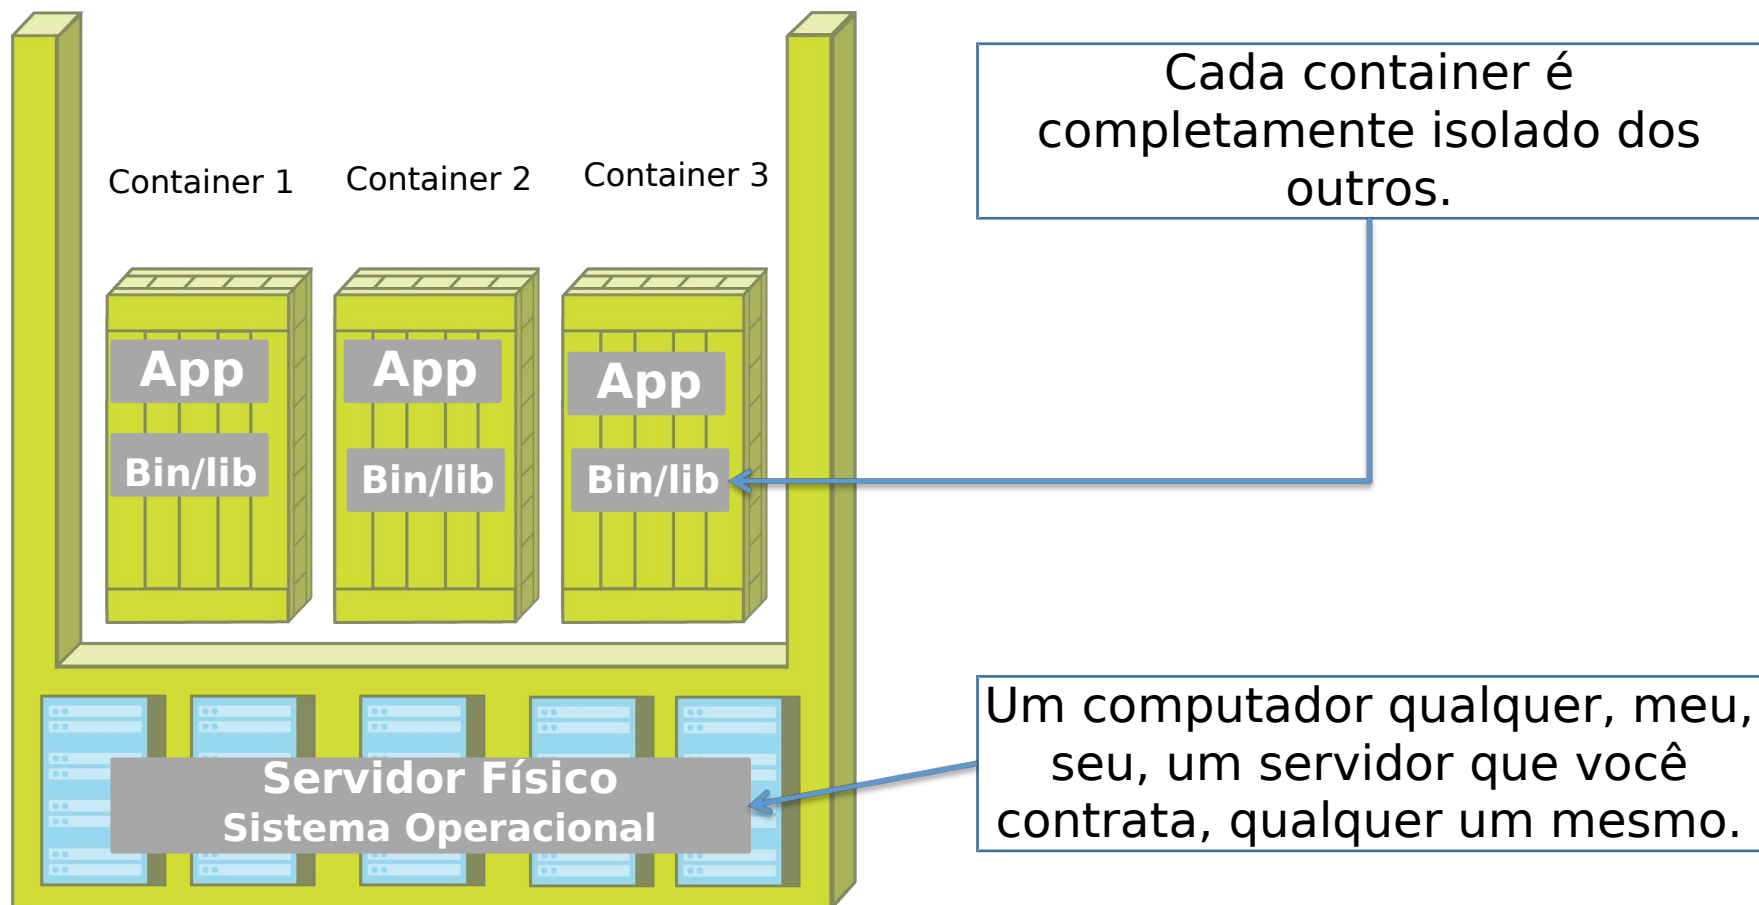 Container 1
Container 2
Container 3
Cada container é
completamente isolado dos
outros.
App
App
App
Bin/lib
Bin/lib
Bin/lib
Um computador qualquer, meu,
seu, um servidor que você
contrata, qualquer um mesmo.
Servidor Físico
Sistema Operacional